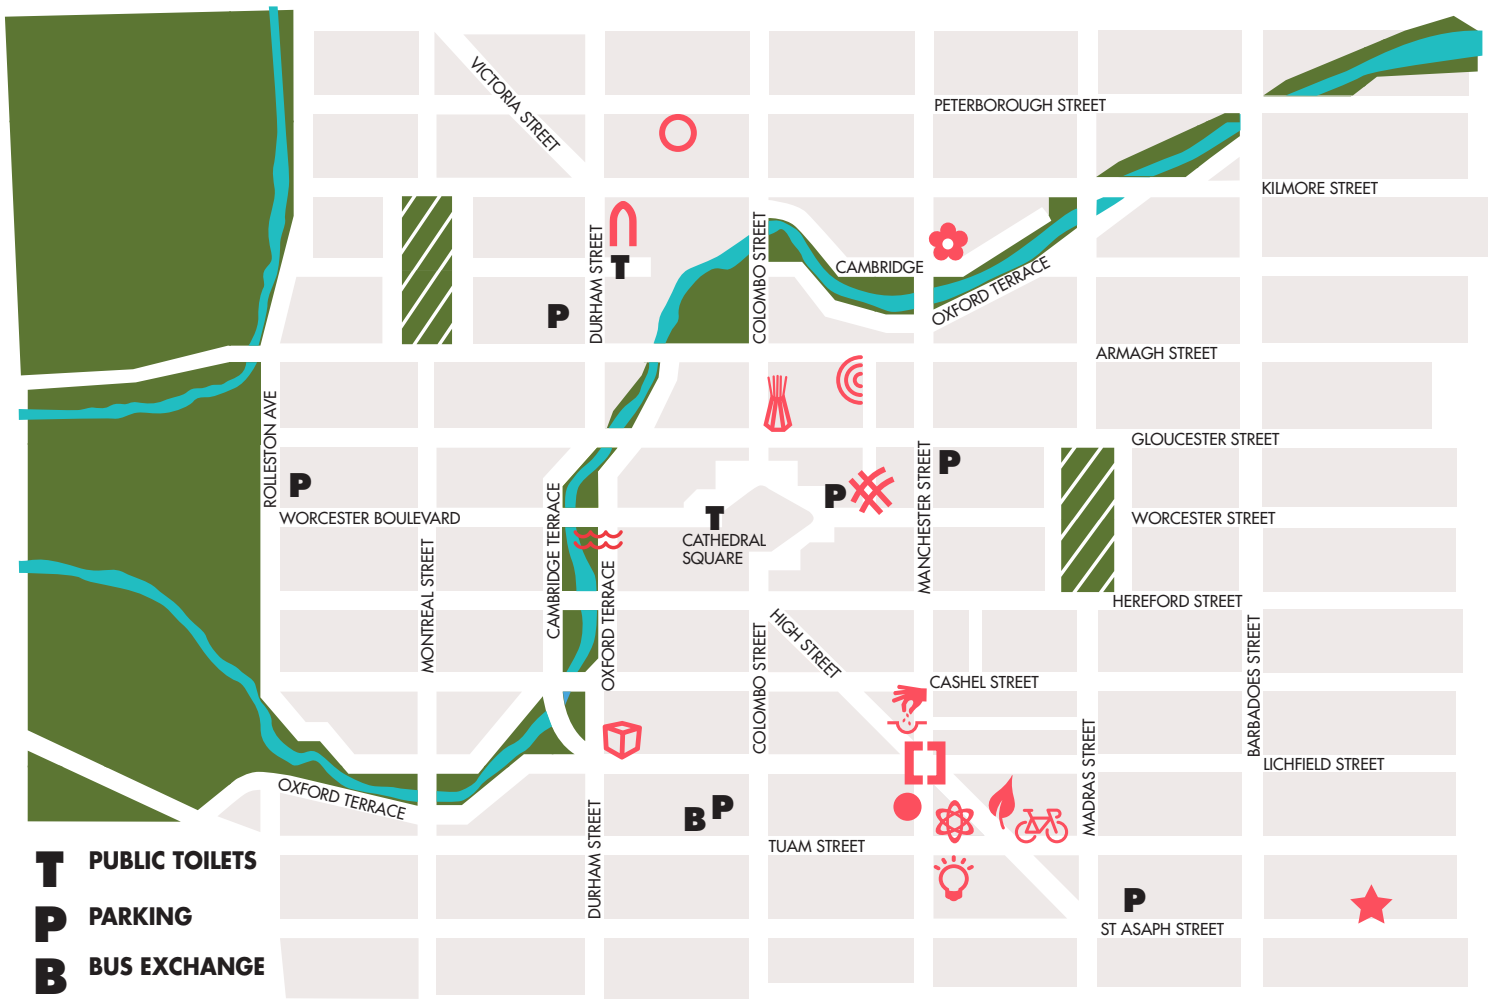 VICTORIA STREET
PETERBOROUGH STREET
KILMORE STREET
DURHAM STREET
COLOMBO STREET
T
CAMBRIDGE
OXFORD TERRACE
P
ARMAGH STREET
ROLLESTON AVE
GLOUCESTER STREET
MANCHESTER STREET
P
P
P
WORCESTER BOULEVARD
T
CATHEDRAL
SQUARE
WORCESTER STREET
CAMBRIDGE TERRACE
MONTREAL STREET
OXFORD TERRACE
HEREFORD STREET
HIGH STREET
COLOMBO STREET
CASHEL STREET
BARBADOES STREET
MADRAS STREET
LICHFIELD STREET
OXFORD TERRACE
B P
DURHAM STREET
TUAM STREET
P
ST ASAPH STREET
T PUBLIC TOILETS
P PARKING
B BUS EXCHANGE